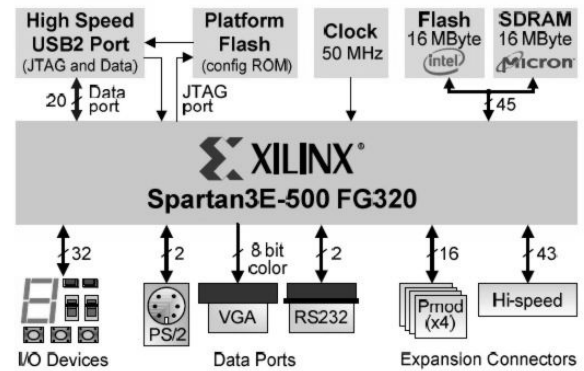 High Speed
USB2 Port
(JTAG and Data)
Platform
Flash
(config ROM)
Clock
50 MHz
Flash
16 MByte
intel
SDRAM
16 MByte
Micron
20
Data
port
JTAG
port
45
XILINX®
Spartan3E-500 FG320
32
2
8 bit
color
2
16
43
PS/2
VGA
RS232
Pmod
(x4)
Hi-speed
I/O Devices
Data Ports
Expansion Connectors